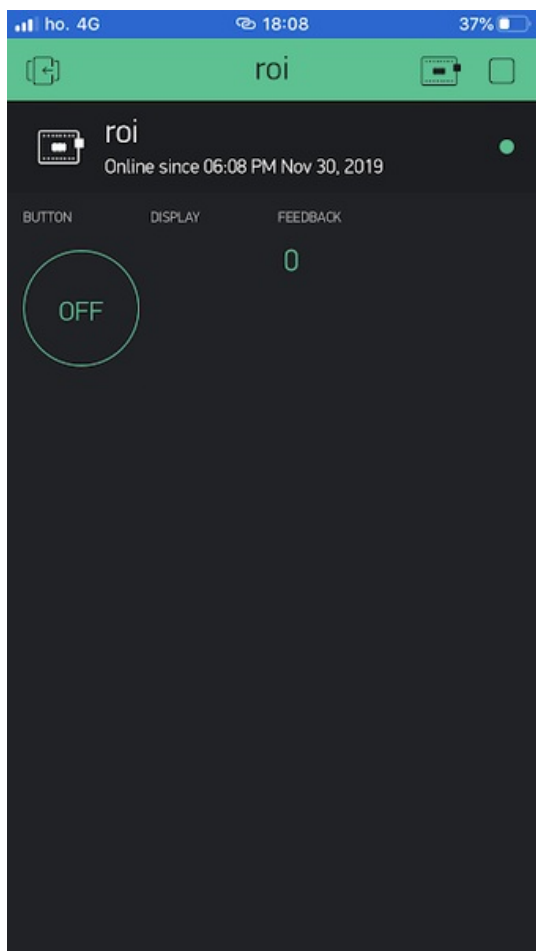 ho. 4G 18:08 37%
roi
roi
Online since 06:08 PM Nov 30, 2019
BUTTON DISPLAY FEEDBACK
0
OFF